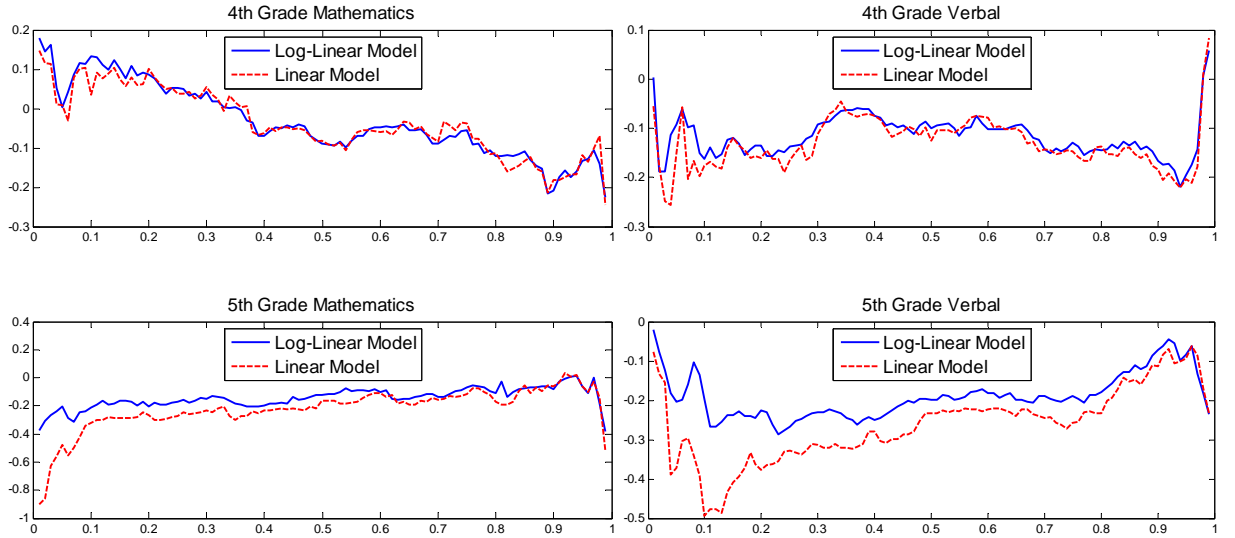 4th Grade Mathematics
0.2
0.1
0
-0.1
-0.2
-0.3
Log-Linear Model
Linear Model
0 0.1 0.2 0.3 0.4 0.5 0.6 0.7 0.8 0.9 1
4th Grade Verbal
0.1
0
-0.1
-0.2
-0.3
Log-Linear Model
Linear Model
0 0.1 0.2 0.3 0.4 0.5 0.6 0.7 0.8 0.9 1
5th Grade Mathematics
0.4
0.2
0
-0.2
-0.4
-0.6
-0.8
-1
Log-Linear Model
Linear Model
0 0.1 0.2 0.3 0.4 0.5 0.6 0.7 0.8 0.9 1
5th Grade Verbal
0
-0.1
-0.2
-0.3
-0.4
-0.5
Log-Linear Model
Linear Model
0 0.1 0.2 0.3 0.4 0.5 0.6 0.7 0.8 0.9 1